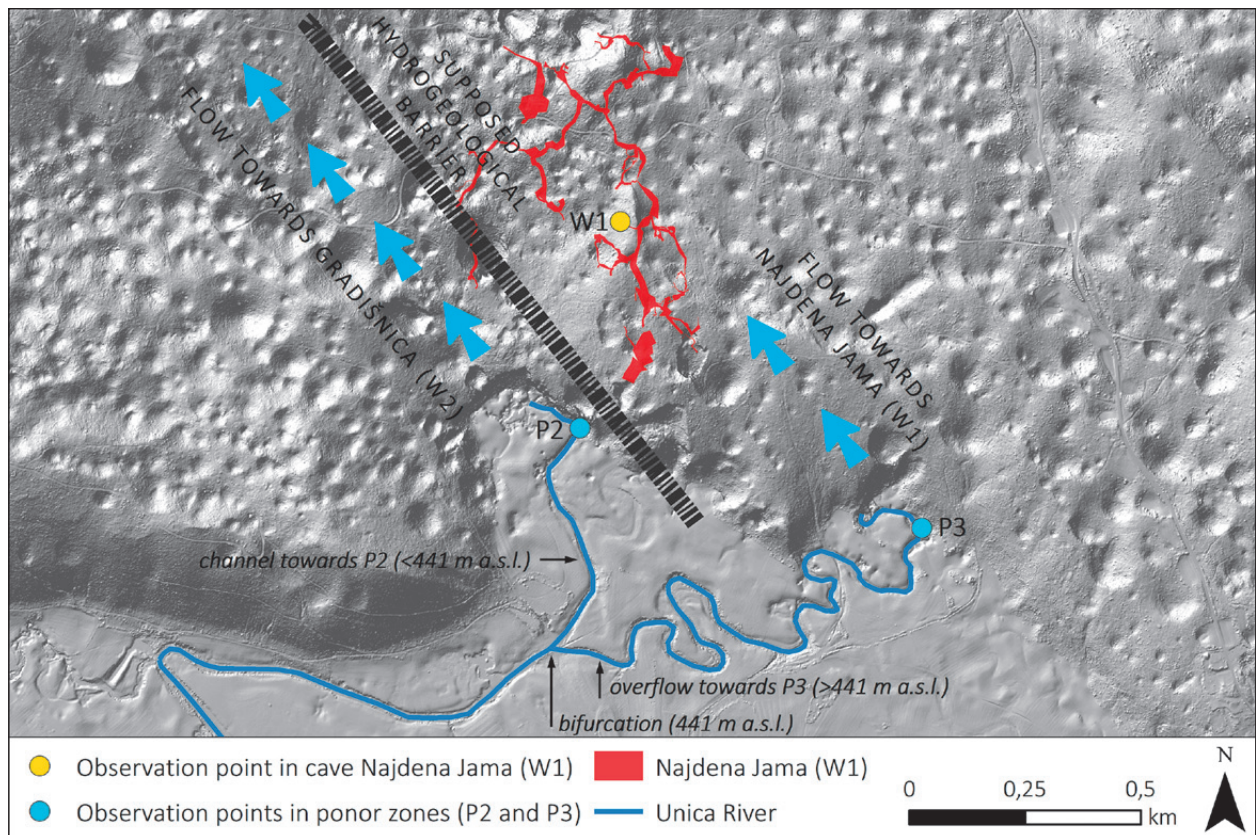 SUPPOSED
HYDROGEOLOGICAL
BARRIER
FLOW TOWARDS GRADIŠNICA (W2)
W1
FLOW TOWARDS
NAJDENA JAMA (W1)
P2
P3
channel towards P2 (<441 m a.s.l.)
overflow towards P3 (>441 m a.s.l.)
bifurcation (441 m a.s.l.)
Observation point in cave Najdena Jama (W1)
Najdena Jama (W1)
Observation points in ponor zones (P2 and P3)
Unica River
0 0,25 0,5
km
N